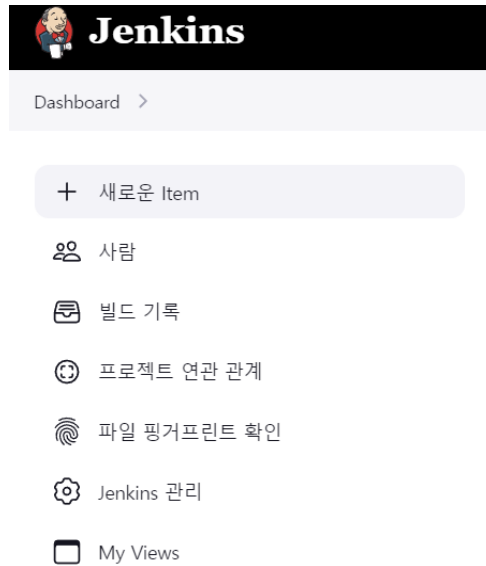 Jenkins
Dashboard >
+ 새로운 Item
사람
빌드 기록
프로젝트 연관 관계
파일 핑거프린트 확인
Jenkins 관리
My Views